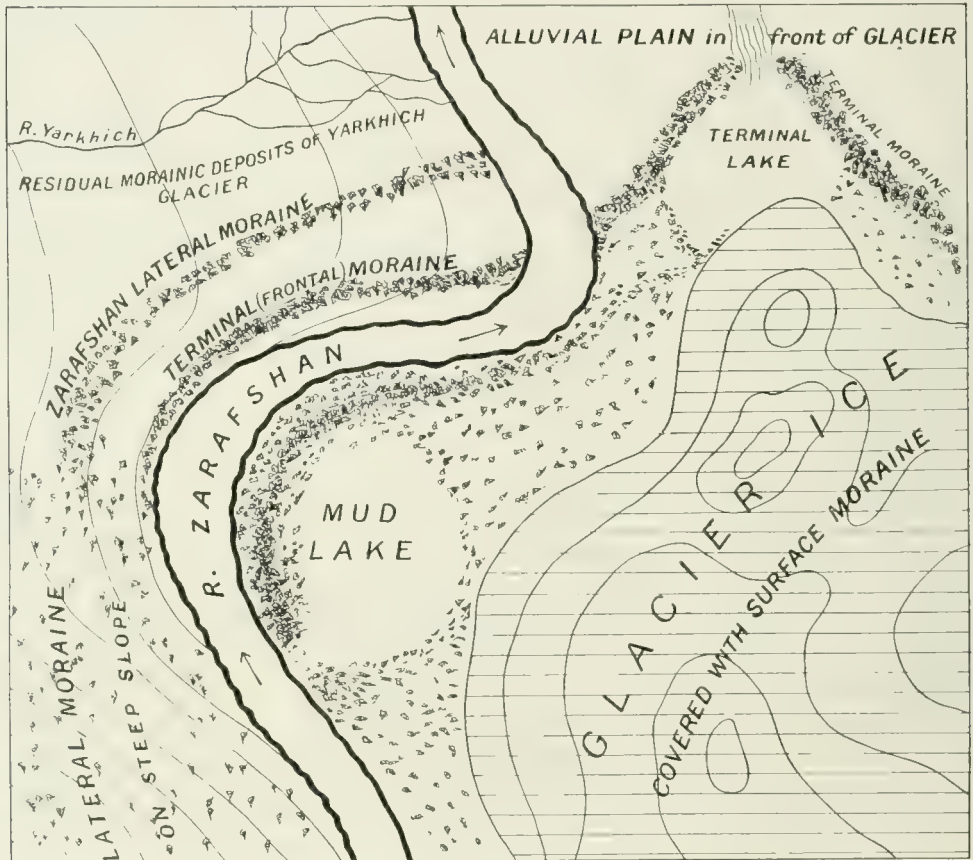 ALLUVIAL PLAIN in front of GLACIER
R. Yarkhich
RESIDUAL MORAINIC DEPOSITS OF YARKHICH
GLACIER
TERMINAL
LAKE
TERMINAL MORAINE
ZARAFSHAN LATERAL MORAINE
TERMINAL (FRONTAL) MORAINE
R. ZARAFSHAN
MUD
LAKE
GLACIER ICE
COVERED WITH SURFACE MORAINE
LATERAL MORAINE
ON STEEP SLOPE